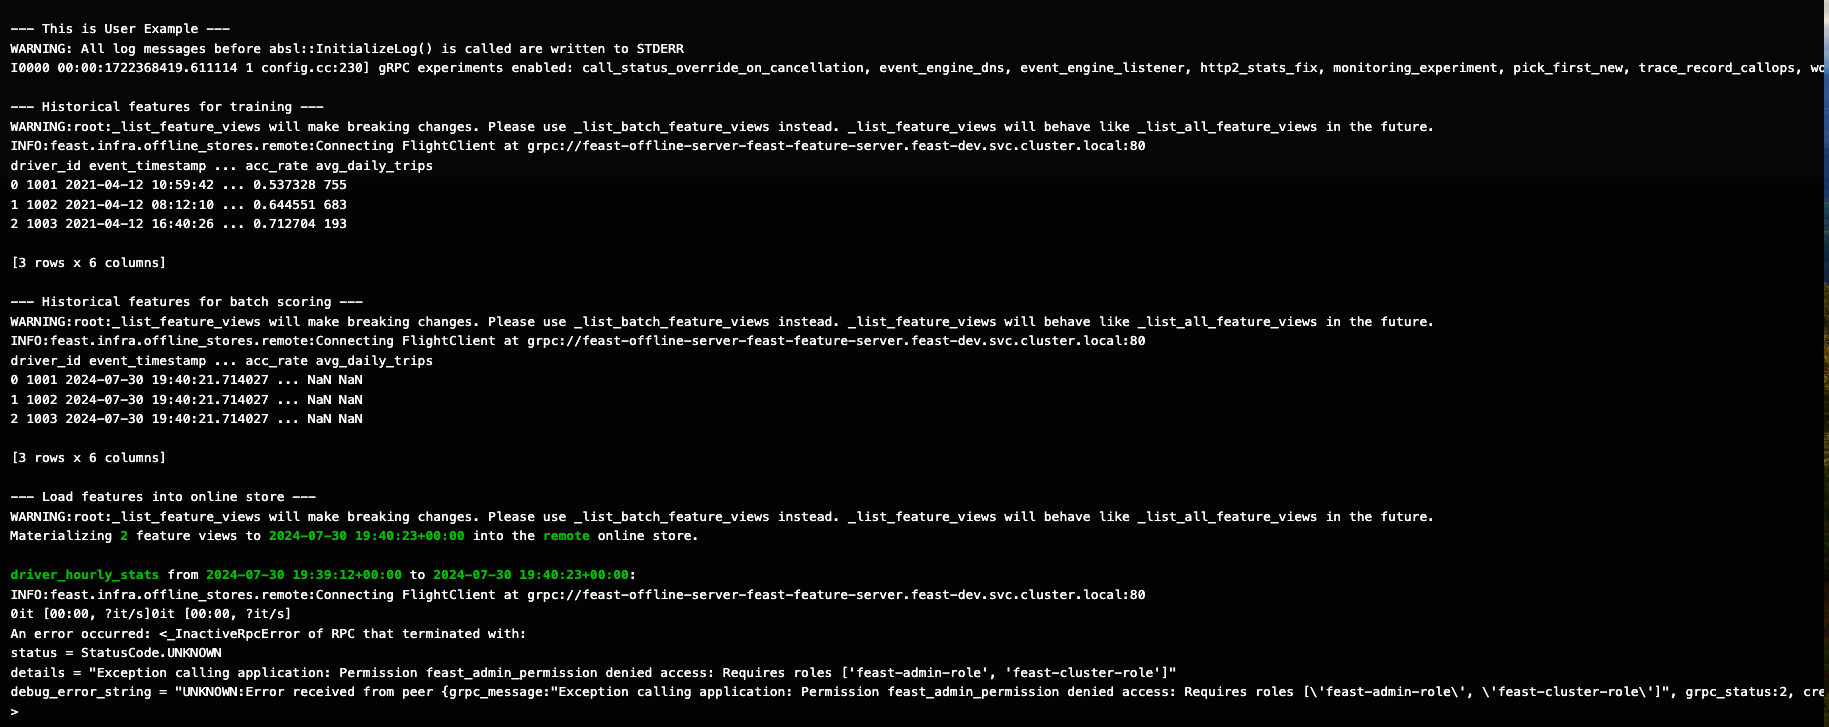 --- This is User Example ---
WARNING: All log messages before absl::InitializeLog() is called are written to STDERR
I0000 00:00:1722368419.611114 1 config.cc:230] gRPC experiments enabled: call_status_override_on_cancellation, event_engine_dns, event_engine_listener, http2_stats_fix, monitoring_experiment, pick_first_new, trace_record_callops, wo
--- Historical features for training ---
WARNING:root:_list_feature_views will make breaking changes. Please use _list_batch_feature_views instead. _list_feature_views will behave like _list_all_feature_views in the future.
INFO:feast.infra.offline_stores.remote:Connecting FlightClient at grpc://feast-offline-server-feast-feature-server.feast-dev.svc.cluster.local:80
driver_id event_timestamp ... acc_rate avg_daily_trips
0 1001 2021-04-12 10:59:42 ... 0.537328 755
1 1002 2021-04-12 08:12:10 ... 0.644551 683
2 1003 2021-04-12 16:40:26 ... 0.712704 193
[3 rows x 6 columns]
--- Historical features for batch scoring ---
WARNING:root:_list_feature_views will make breaking changes. Please use _list_batch_feature_views instead. _list_feature_views will behave like _list_all_feature_views in the future.
INFO:feast.infra.offline_stores.remote:Connecting FlightClient at grpc://feast-offline-server-feast-feature-server.feast-dev.svc.cluster.local:80
driver_id event_timestamp ... acc_rate avg_daily_trips
0 1001 2024-07-30 19:40:21.714027 ... NaN NaN
1 1002 2024-07-30 19:40:21.714027 ... NaN NaN
2 1003 2024-07-30 19:40:21.714027 ... NaN NaN
[3 rows x 6 columns]
--- Load features into online store ---
WARNING:root:_list_feature_views will make breaking changes. Please use _list_batch_feature_views instead. _list_feature_views will behave like _list_all_feature_views in the future.
Materializing 2 feature views to 2024-07-30 19:40:23+00:00 into the remote online store.
driver_hourly_stats from 2024-07-30 19:39:12+00:00 to 2024-07-30 19:40:23+00:00:
INFO:feast.infra.offline_stores.remote:Connecting FlightClient at grpc://feast-offline-server-feast-feature-server.feast-dev.svc.cluster.local:80
0it [00:00, ?it/s]0it [00:00, ?it/s]
An error occurred: <_InactiveRpcError of RPC that terminated with:
status = StatusCode.UNKNOWN
details = "Exception calling application: Permission feast_admin_permission denied access: Requires roles ['feast-admin-role', 'feast-cluster-role']"
debug_error_string = "UNKNOWN:Error received from peer {grpc_message:"Exception calling application: Permission feast_admin_permission denied access: Requires roles [\'feast-admin-role\', \'feast-cluster-role\']", grpc_status:2, cre
>